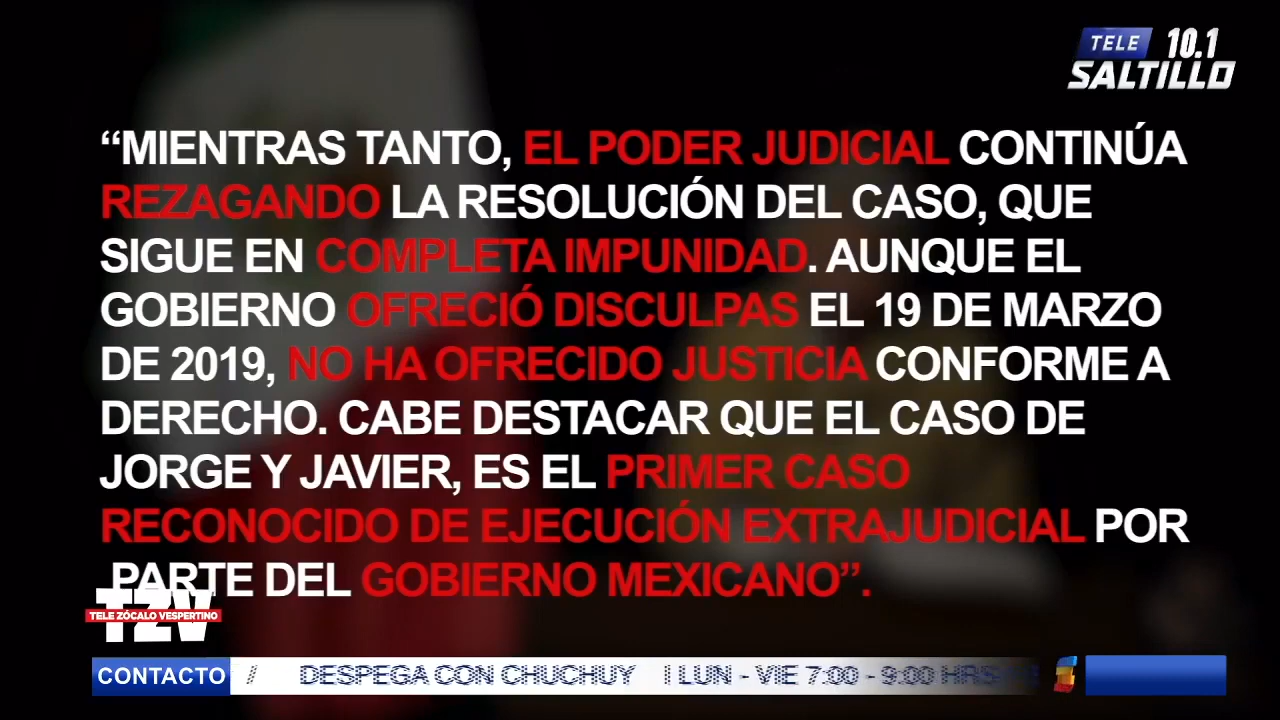 TELE 10.1
SALTILLO
“MIENTRAS TANTO, EL PODER JUDICIAL CONTINÚA
REZAGANDO LA RESOLUCIÓN DEL CASO, QUE
SIGUE EN COMPLETA IMPUNIDAD. AUNQUE EL
GOBIERNO OFRECIÓ DISCULPAS EL 19 DE MARZO
DE 2019, NO HA OFRECIDO JUSTICIA CONFORME A
DERECHO. CABE DESTACAR QUE EL CASO DE
JORGE Y JAVIER, ES EL PRIMER CASO
RECONOCIDO DE EJECUCIÓN EXTRAJUDICIAL POR
PARTE DEL GOBIERNO MEXICANO”.
TZV
TELE ZÓCALO VESPERTINO
CONTACTO / DESPEGA CON CHUCHUY | LUN - VIE 7:00 - 9:00 HRS